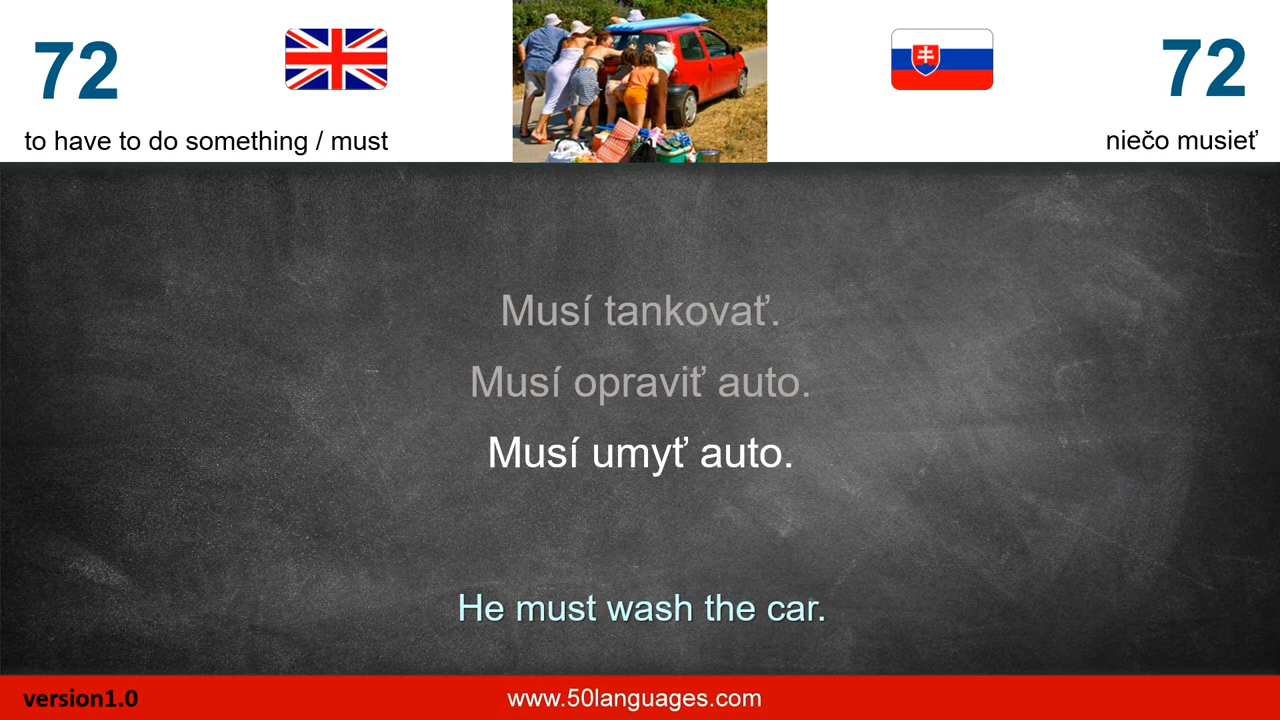 72
72
to have to do something / must
niečo musieť
Musí tankovať.
Musí opraviť auto.
Musí umyť auto.
He must wash the car.
version1.0
www.50languages.com